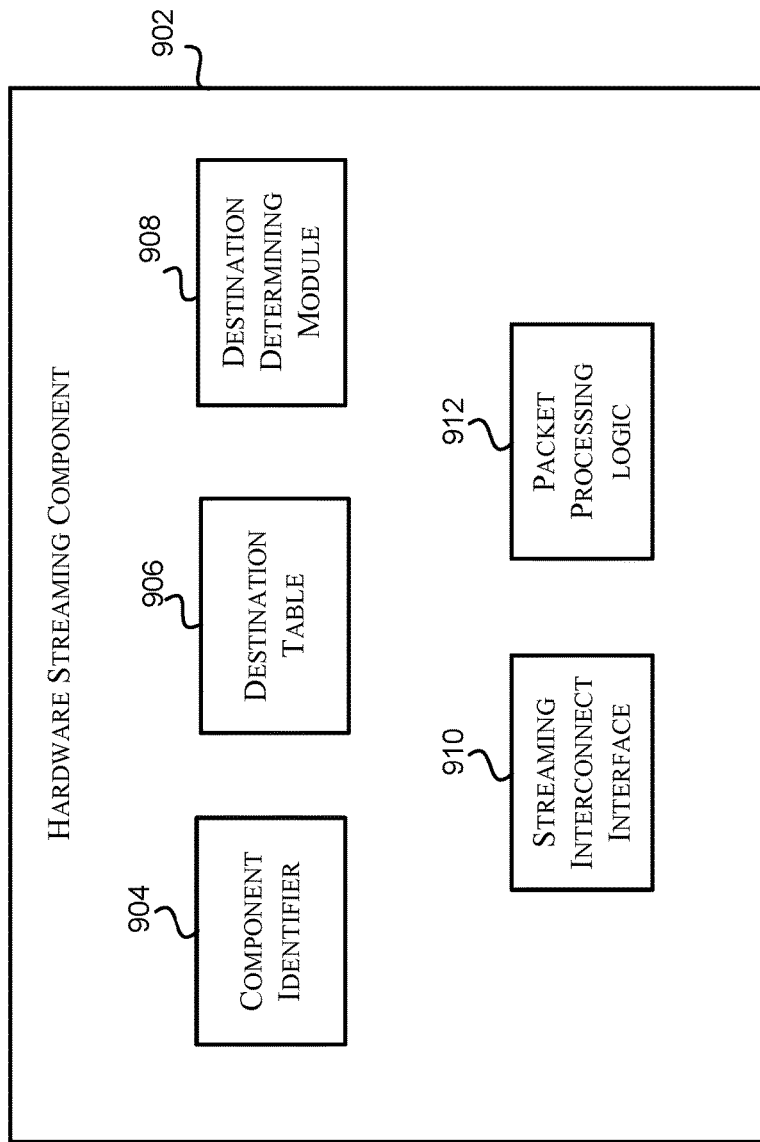 HARDWARE STREAMING COMPONENT
902
904
COMPONENT
IDENTIFIER
906
DESTINATION
TABLE
908
DESTINATION
DETERMINING
MODULE
910
STREAMING
INTERCONNECT
INTERFACE
912
PACKET
PROCESSING
LOGIC